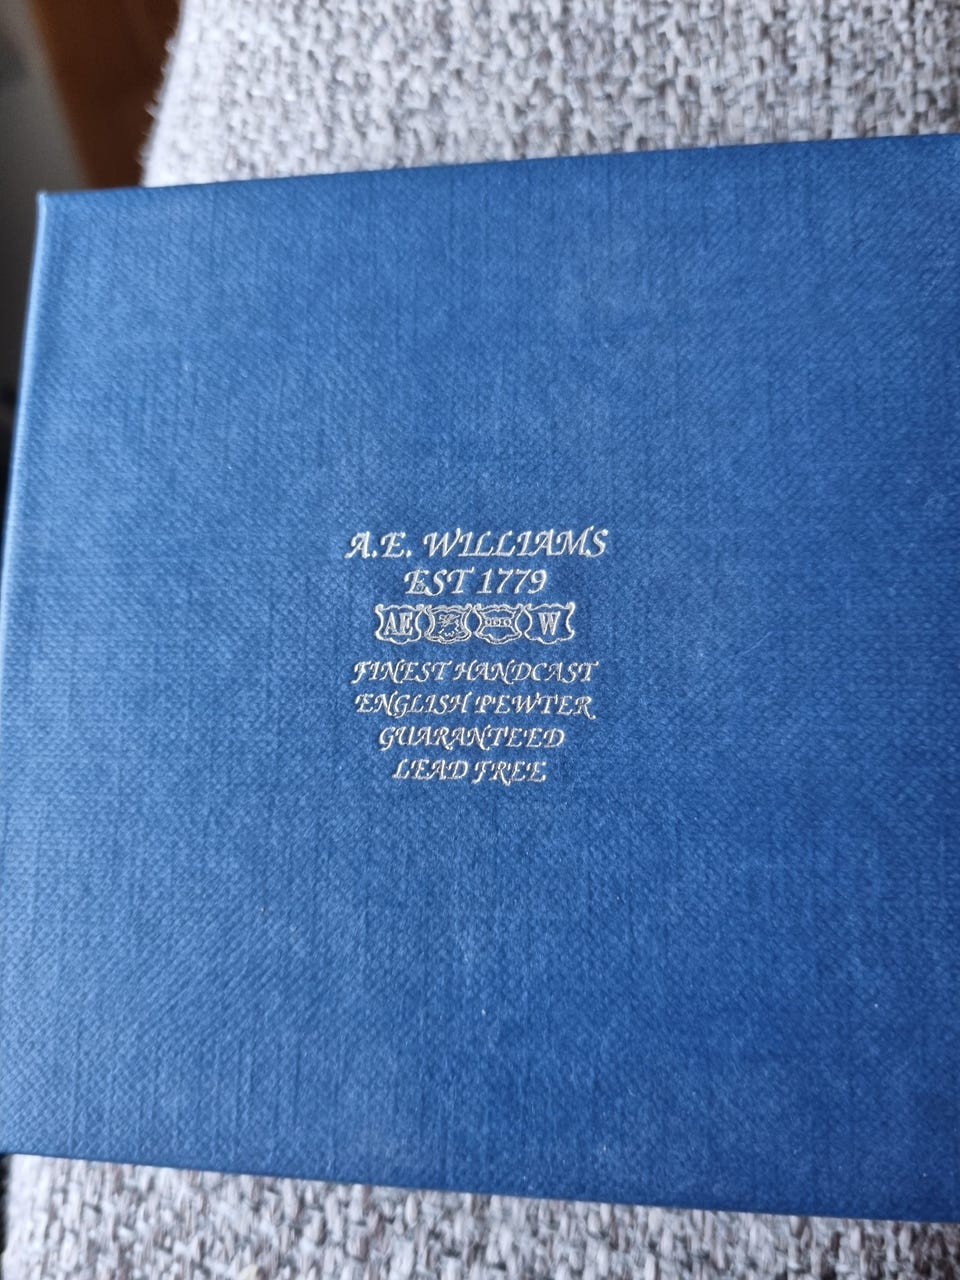 A.E. WILLIAMS
EST 1779
AE W
FINEST HANDCAST
ENGLISH PEWTER
GUARANTEED
LEAD FREE